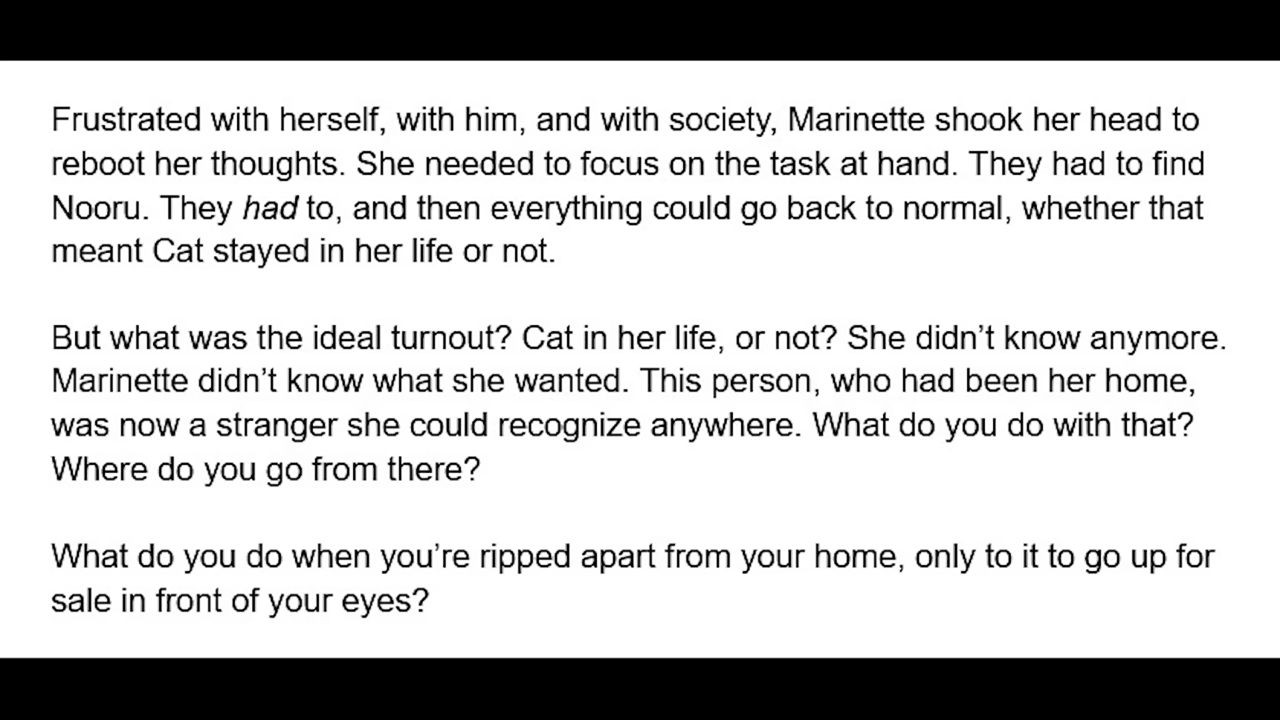 Frustrated with herself, with him, and with society, Marinette shook her head to
reboot her thoughts. She needed to focus on the task at hand. They had to find
Nooru. They had to, and then everything could go back to normal, whether that
meant Cat stayed in her life or not.
But what was the ideal turnout? Cat in her life, or not? She didn’t know anymore.
Marinette didn’t know what she wanted. This person, who had been her home,
was now a stranger she could recognize anywhere. What do you do with that?
Where do you go from there?
What do you do when you’re ripped apart from your home, only to it to go up for
sale in front of your eyes?